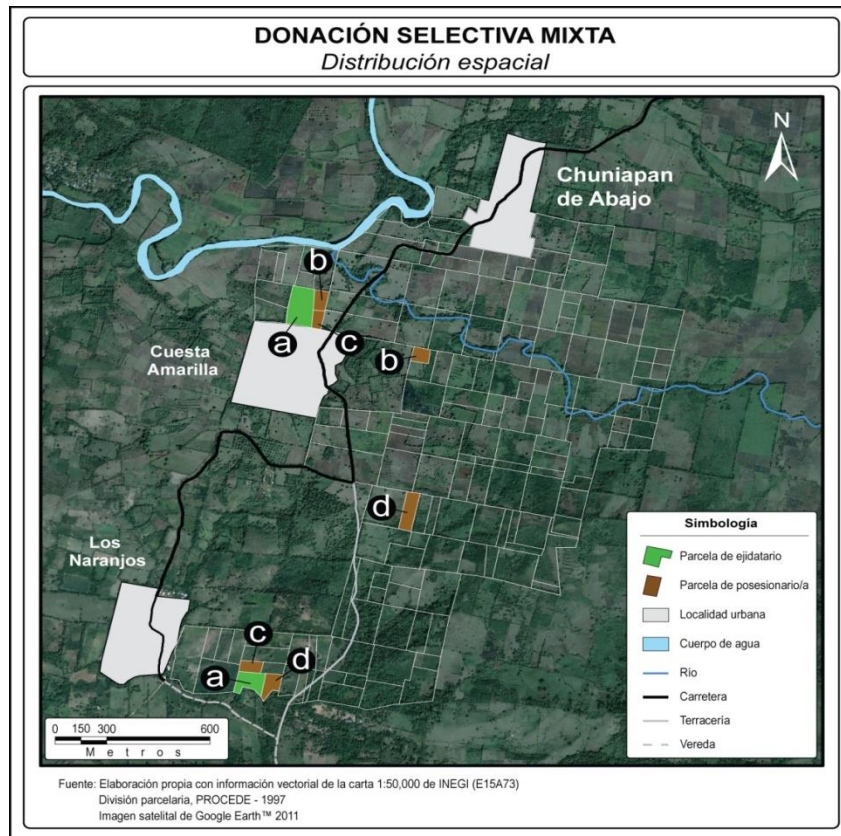 DONACIÓN SELECTIVA MIXTA
Distribución espacial
N
Chuniapan
de Abajo
b
a
c
Cuesta
Amarilla
b
d
Los
Naranjos
c
a
d
Simbología
Parcela de ejidatario
Parcela de posesionario/a
Localidad urbana
Cuerpo de agua
Río
Carretera
Terracería
Vereda
0 150 300 600
Metros
Fuente: Elaboración propia con información vectorial de la carta 1:50,000 de INEGI (E15A73)
División parcelaria, PROCEDE - 1997
Imagen satelital de Google Earth™ 2011